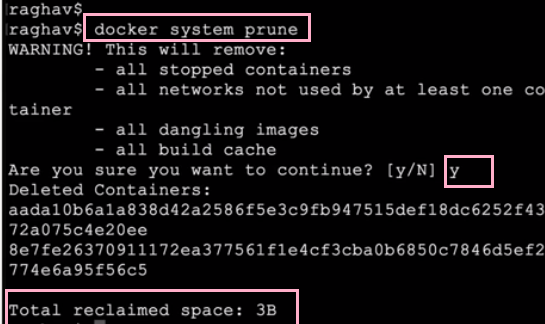 raghav$
raghav$ docker system prune
WARNING! This will remove:
- all stopped containers
- all networks not used by at least one co
tainer
- all dangling images
- all build cache
Are you sure you want to continue? [y/N] y
Deleted Containers:
aada10b6a1a838d42a2586f5e3c9fb947515def18dc6252f43
72a075c4e20ee
8e7fe26370911172ea377561f1e4cf3cba0b6850c7846d5ef2
774e6a95f56c5
Total reclaimed space: 3B